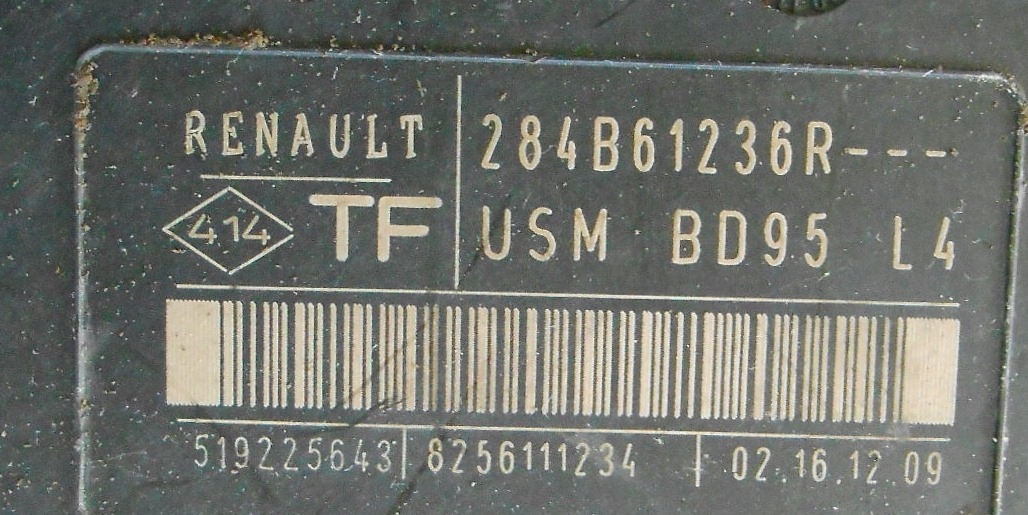 RENAULT 284B61236R---
414 TF USM BD95 L4
519225643 8256111234 02.16.12.09